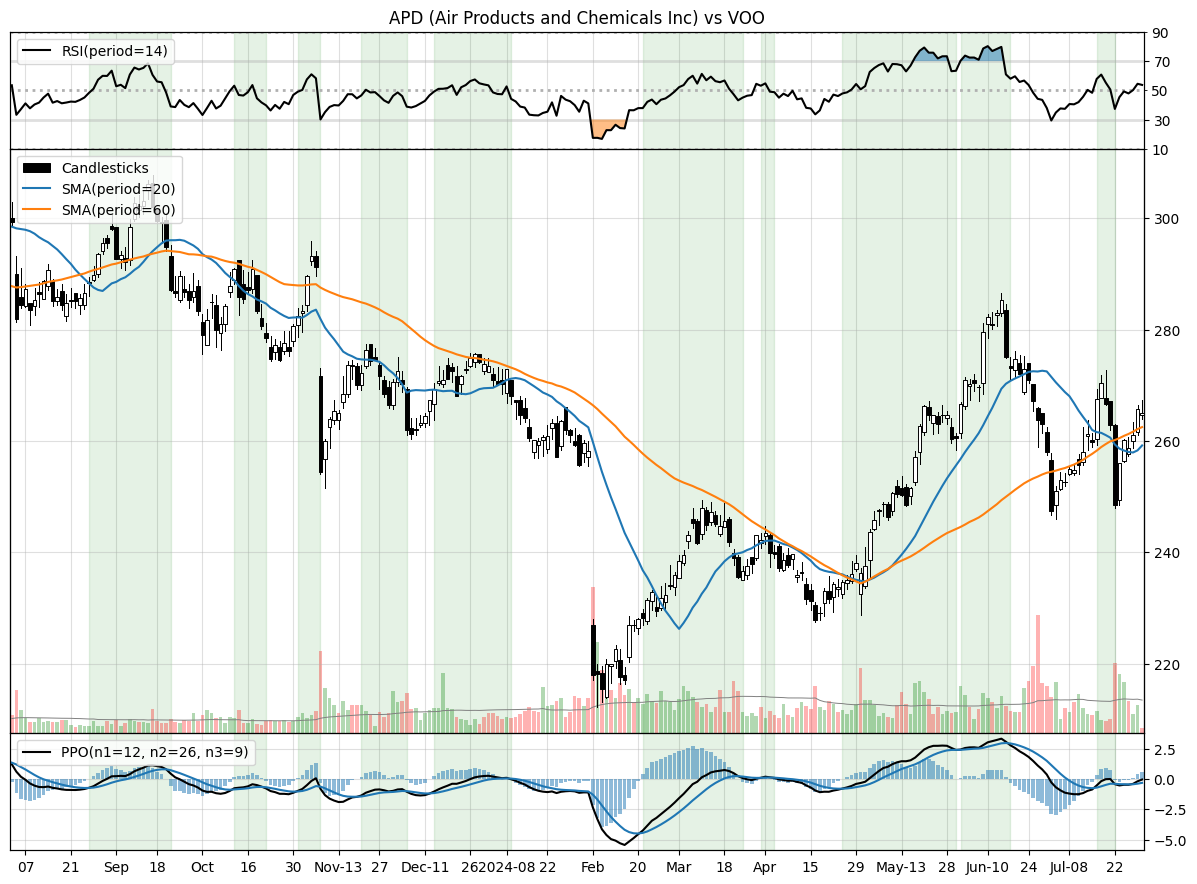 APD (Air Products and Chemicals Inc) vs VOO
RSI(period=14)
90
70
50
30
10
Candlesticks
SMA(period=20)
SMA(period=60)
300
280
260
240
220
PPO(n1=12, n2=26, n3=9)
2.5
0.0
−2.5
−5.0
07 21 Sep 18 Oct 16 30 Nov-13 27 Dec-11 26 2024-08 22 Feb 20 Mar 18 Apr 15 29 May-13 28 Jun-10 24 Jul-08 22